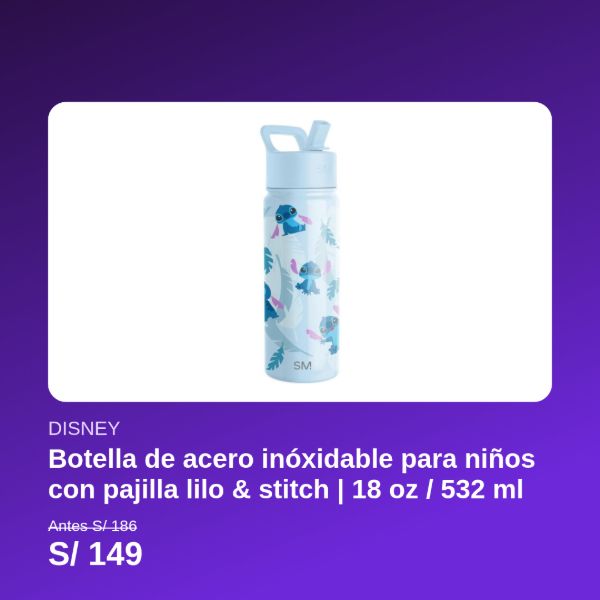 SM
DISNEY
Botella de acero inóxidable para niños
con pajilla lilo & stitch | 18 oz / 532 ml
Antes S/ 186
S/ 149